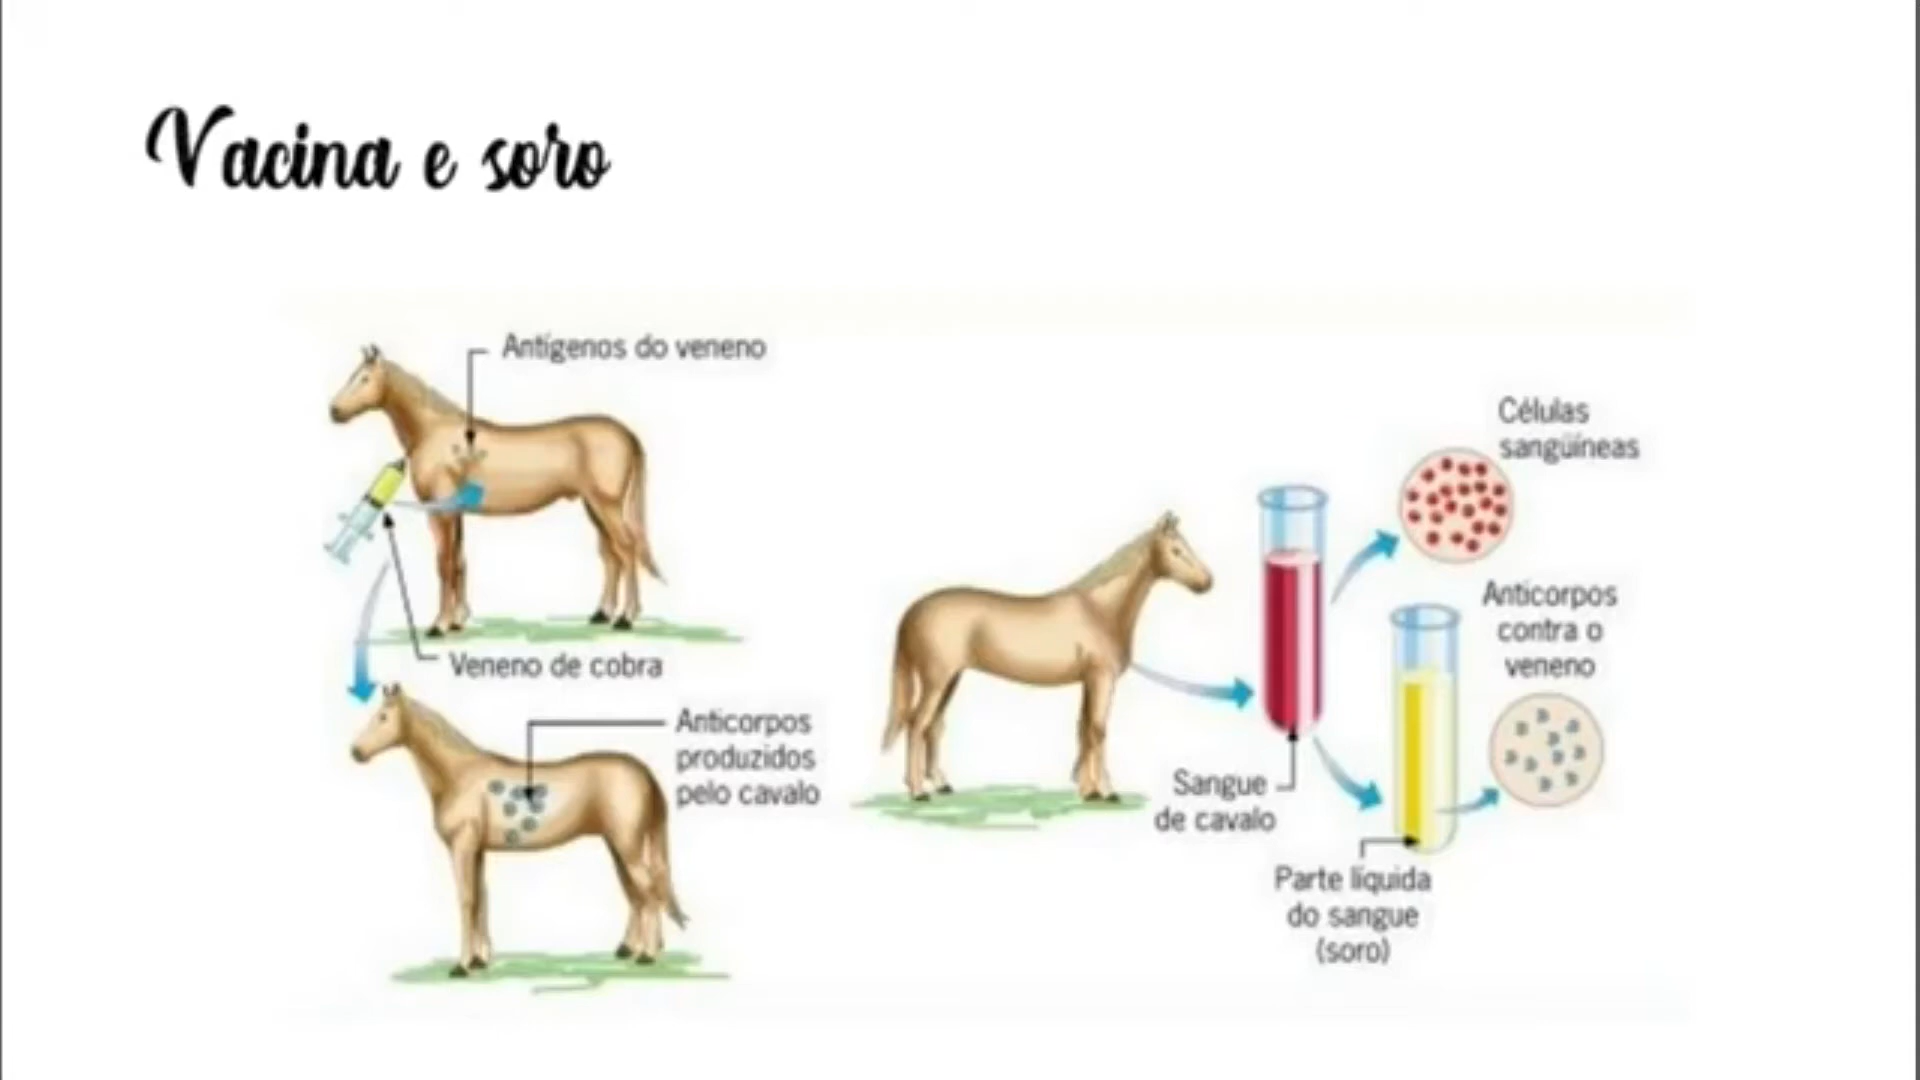 Vacina e soro
Antígenos do veneno
Veneno de cobra
Anticorpos
produzidos
pelo cavalo
Sangue
de cavalo
Células
sangüíneas
Anticorpos
contra o
veneno
Parte líquida
do sangue
(soro)